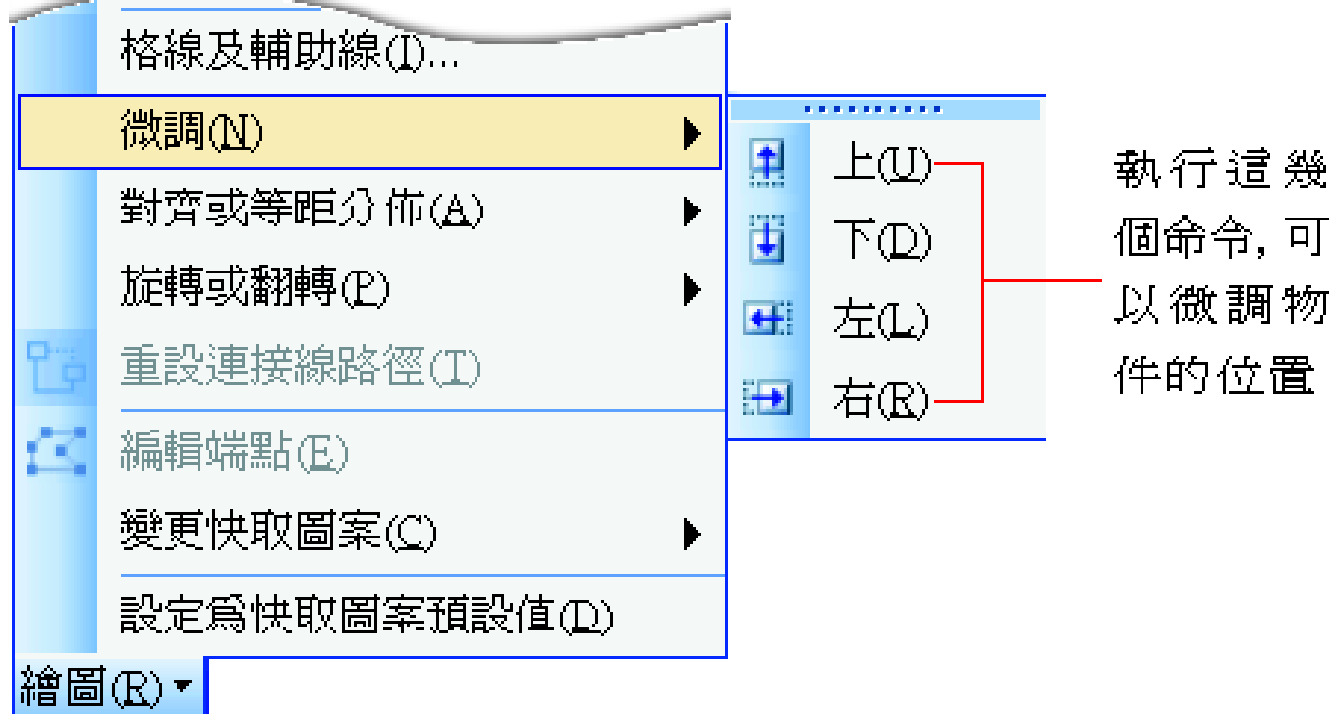 格線及輔助線(I)...
微調(N)
對齊或等距分佈(A)
旋轉或翻轉(P)
重設連接線路徑(T)
編輯端點(E)
變更快取圖案(C)
設定為快取圖案預設值(D)
繪圖(R)
上(U)
下(D)
左(L)
右(R)
執行這幾
個命令, 可
以微調物
件的位置